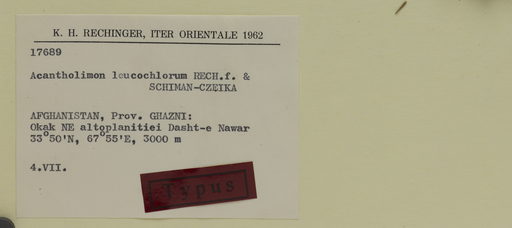 K. H. RECHINGER, ITER ORIENTALE 1962
17689
Acantholimon leucochlorum RECH.f. &
SCHIMAN-CZEIKA
AFGHANISTAN, Prov. GHAZNI:
Okak NE altoplanitiei Dasht-e Nawar
33°50'N, 67°55'E, 3000 m
4.VII.
Typus